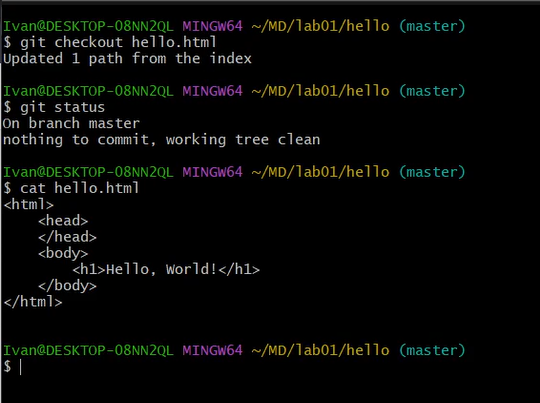 Ivan@DESKTOP-08NN2QL MINGW64 ~/MD/lab01/hello (master)
$ git checkout hello.html
Updated 1 path from the index
Ivan@DESKTOP-08NN2QL MINGW64 ~/MD/lab01/hello (master)
$ git status
On branch master
nothing to commit, working tree clean
Ivan@DESKTOP-08NN2QL MINGW64 ~/MD/lab01/hello (master)
$ cat hello.html
<html>
    <head>
    </head>
    <body>
        <h1>Hello, World!</h1>
    </body>
</html>
Ivan@DESKTOP-08NN2QL MINGW64 ~/MD/lab01/hello (master)
$